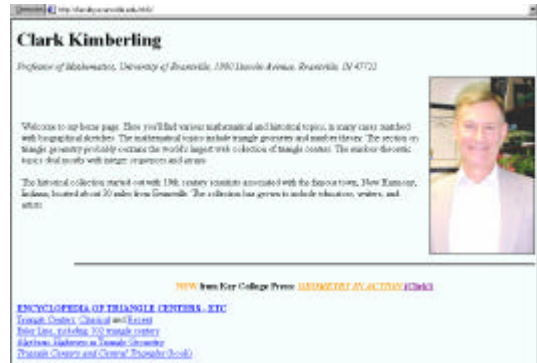 Clark Kimberling
Professor of Mathematics, University of Evansville, 1800 Lincoln Avenue, Evansville, IN 47722
Welcome to my home page. Here you'll find various mathematical and historical topics, in many cases matched
with biographical sketches. The mathematical topics include triangle geometry and number theory. The section on
triangle geometry probably contains the world's largest web collection of triangle centers. The number-theoretic
topics deal mostly with integer sequences and arrays.
The historical collection started out with 19th century scientists associated with the famous town, New Harmony,
Indiana, located about 30 miles from Evansville. The collection has grown to include educators, writers, and
artists.
NEW from Key College Press: GEOMETRY IN ACTION (Click)
ENCYCLOPEDIA OF TRIANGLE CENTERS - ETC
Triangle Centers, Classical and Recent
Euler Line, including 102 triangle centers
in Triangle Geometry
Triangle Centers and Central Triangles (book)